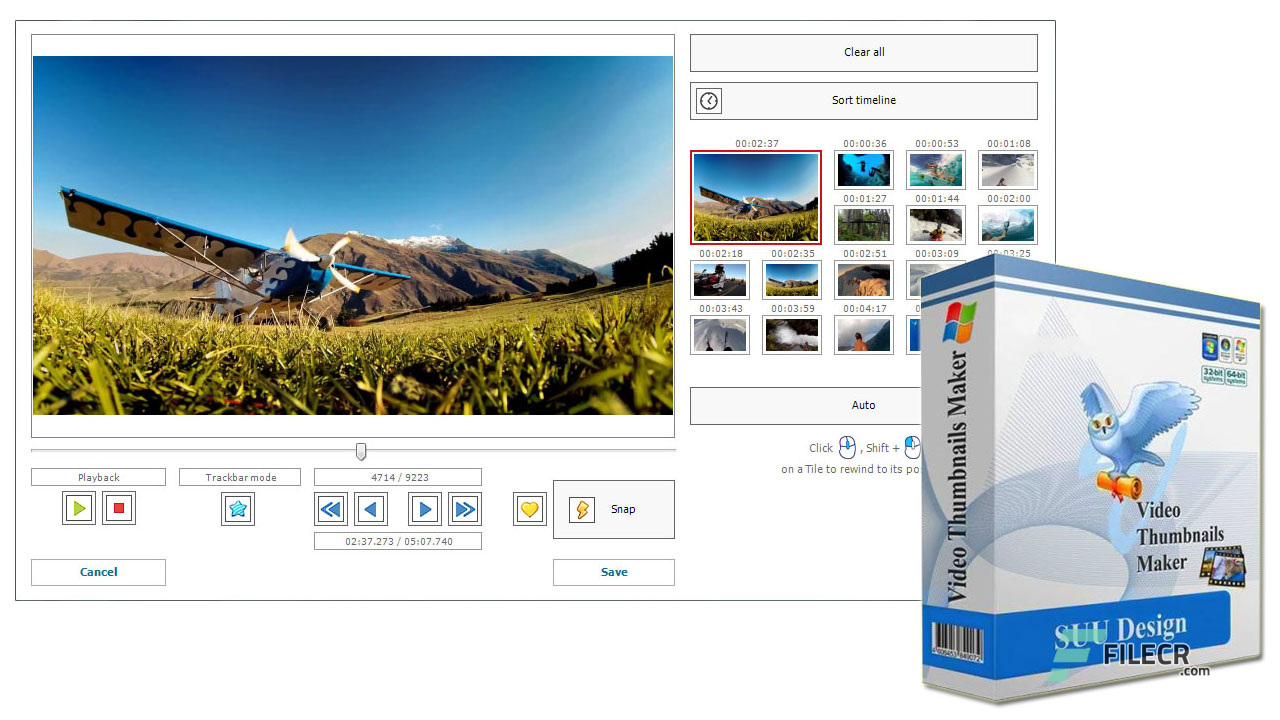 Clear all
Sort timeline
00:02:37
00:00:36 00:00:53 00:01:08
00:01:27 00:01:44 00:02:00
00:02:18 00:02:35 00:02:51 00:03:09 00:03:25
00:03:43 00:03:59 00:04:17
Auto
Click , Shift +
on a Tile to rewind to its po
Playback
Trackbar mode
4714 / 9223
Snap
02:37.273 / 05:07.740
Cancel
Save
Video Thumbnails Maker
32-bit systems
64-bit systems
Video
Thumbnails
Maker
SUU Design
FILECR
.com